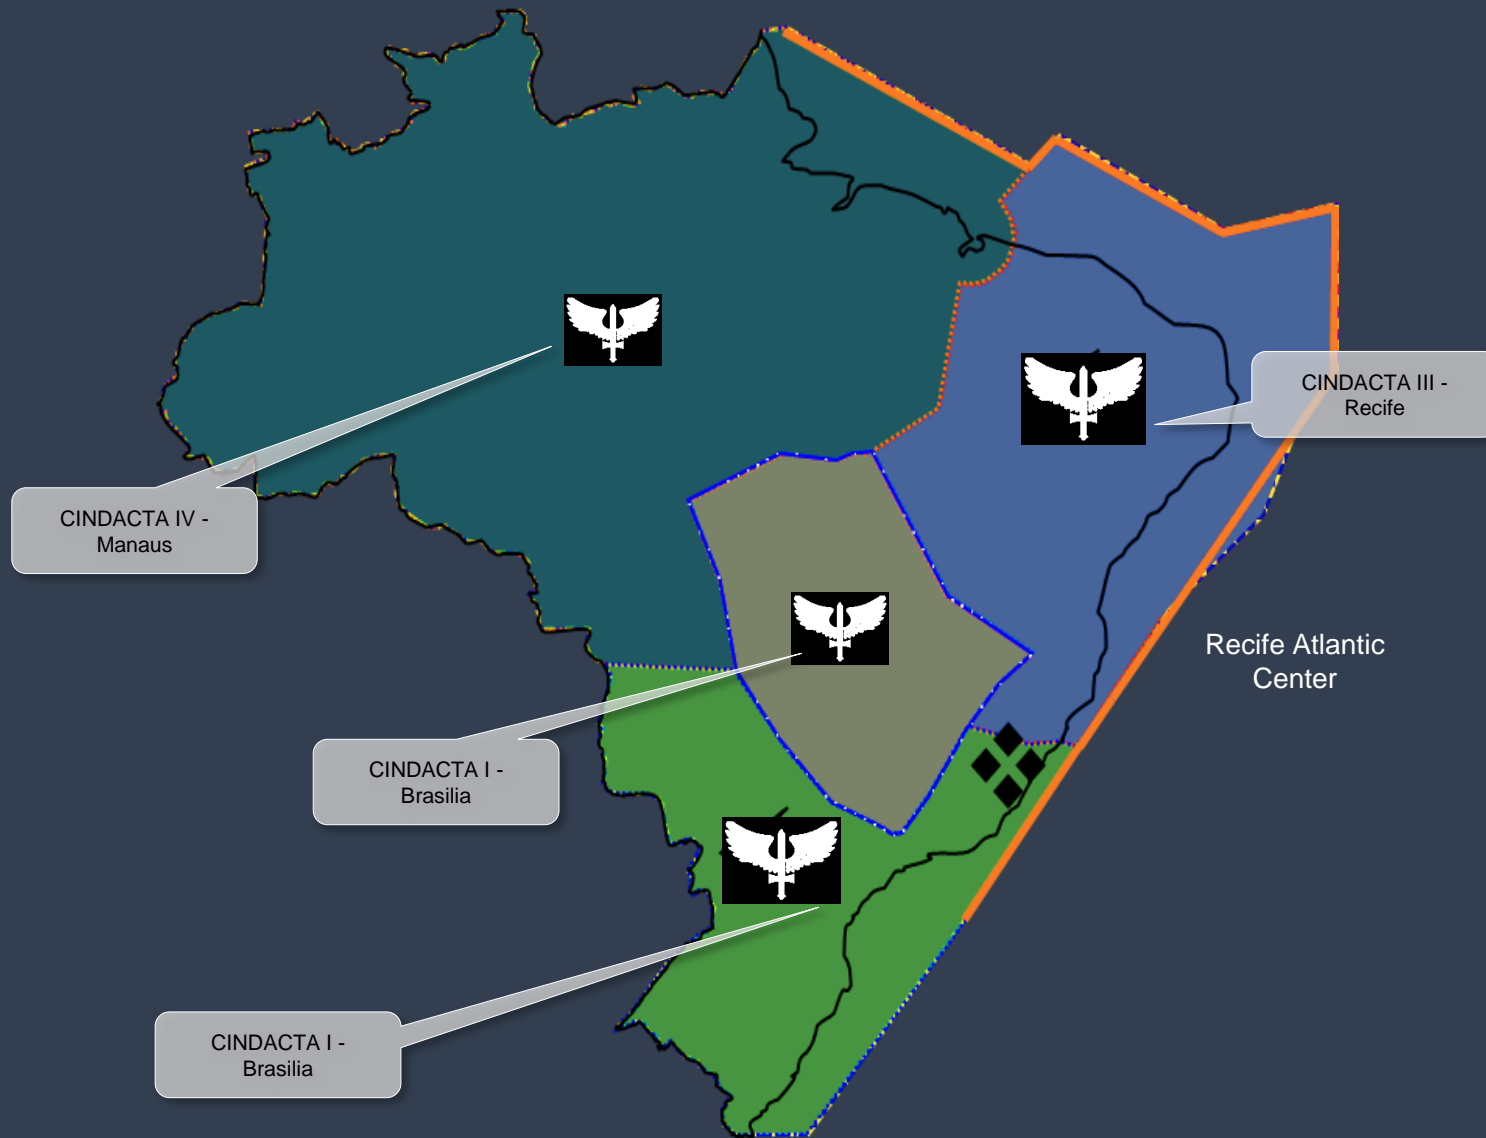 CINDACTA III -
Recife
CINDACTA IV -
Manaus
Recife Atlantic
Center
CINDACTA I -
Brasilia
CINDACTA I -
Brasilia